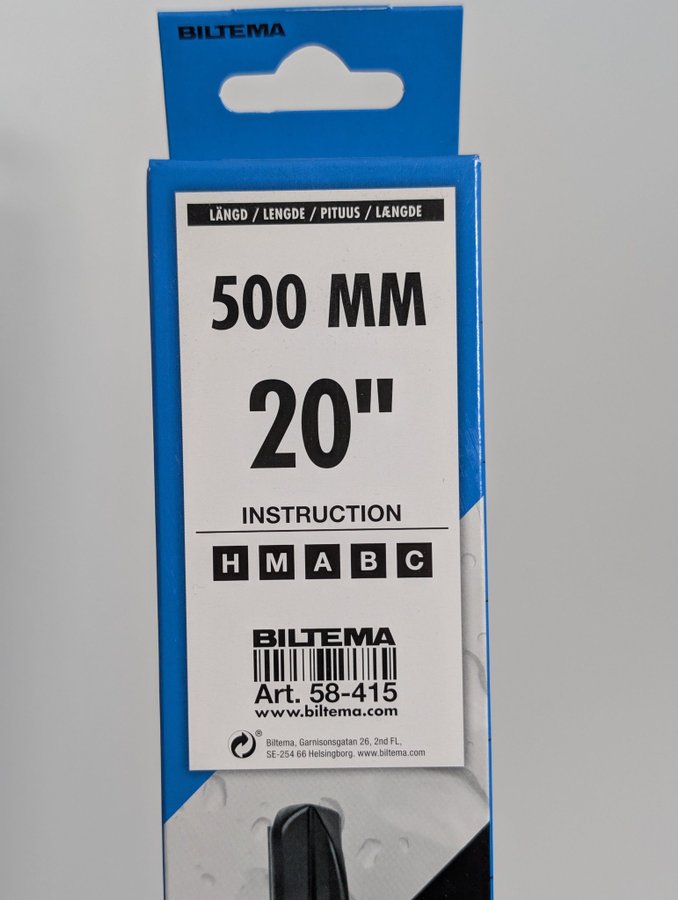 BILTEMA
LÄNGD / LENGDE / PITUUS / LÆNGDE
500 MM
20"
INSTRUCTION
H M A B C
BILTEMA
Art. 58-415
www.biltema.com
® Biltema, Garnisonsgatan 26, 2nd FL,
SE-254 66 Helsingborg. www.biltema.com